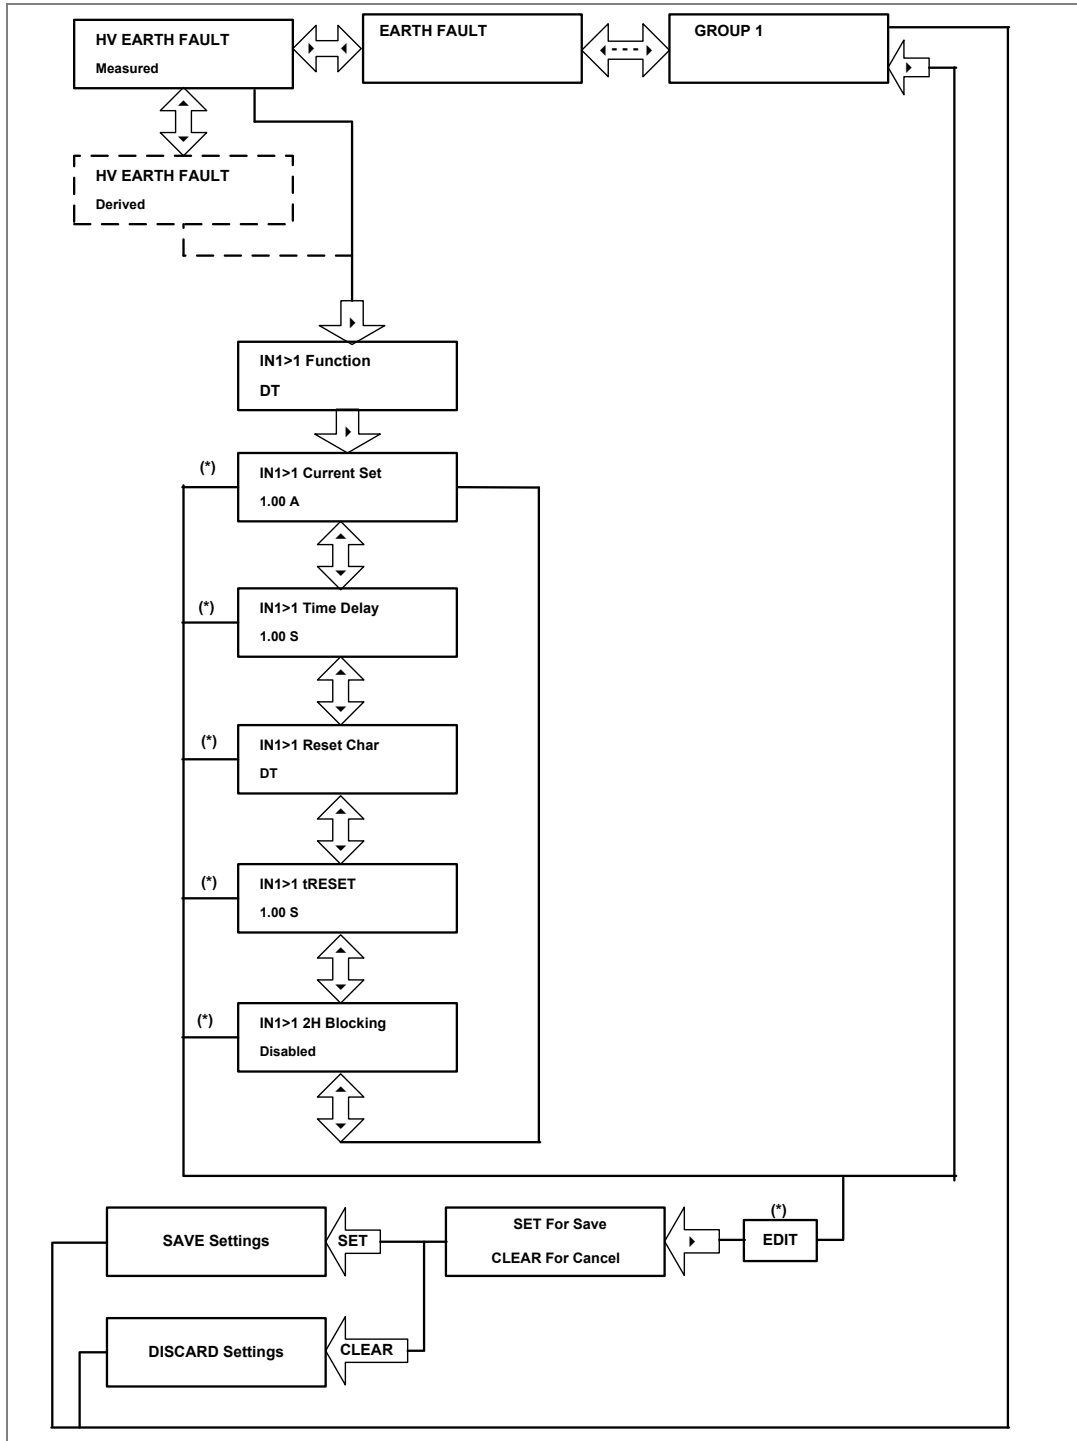 HV EARTH FAULT
Measured
EARTH FAULT
GROUP 1
HV EARTH FAULT
Derived
IN1>1 Function
DT
(*)
IN1>1 Current Set
1.00 A
(*)
IN1>1 Time Delay
1.00 S
(*)
IN1>1 Reset Char
DT
(*)
IN1>1 tRESET
1.00 S
(*)
IN1>1 2H Blocking
Disabled
SAVE Settings
SET
SET For Save
CLEAR For Cancel
(*)
EDIT
DISCARD Settings
CLEAR